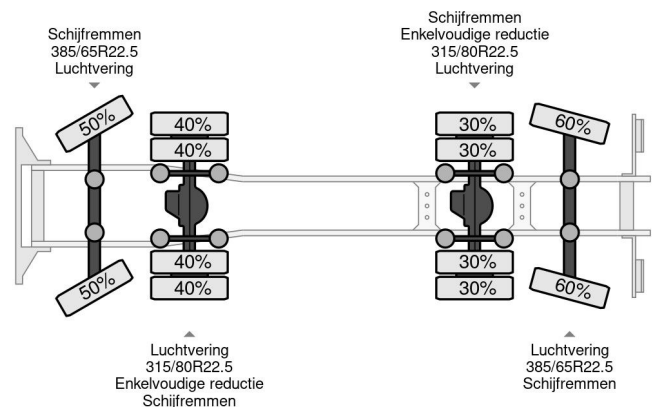 Schijfremmen
385/65R22.5
Luchtvering
Schijfremmen
Enkelvoudige reductie
315/80R22.5
Luchtvering
50%
40%
40%
30%
30%
60%
50%
40%
40%
30%
30%
60%
Luchtvering
315/80R22.5
Enkelvoudige reductie
Schijfremmen
Luchtvering
385/65R22.5
Schijfremmen